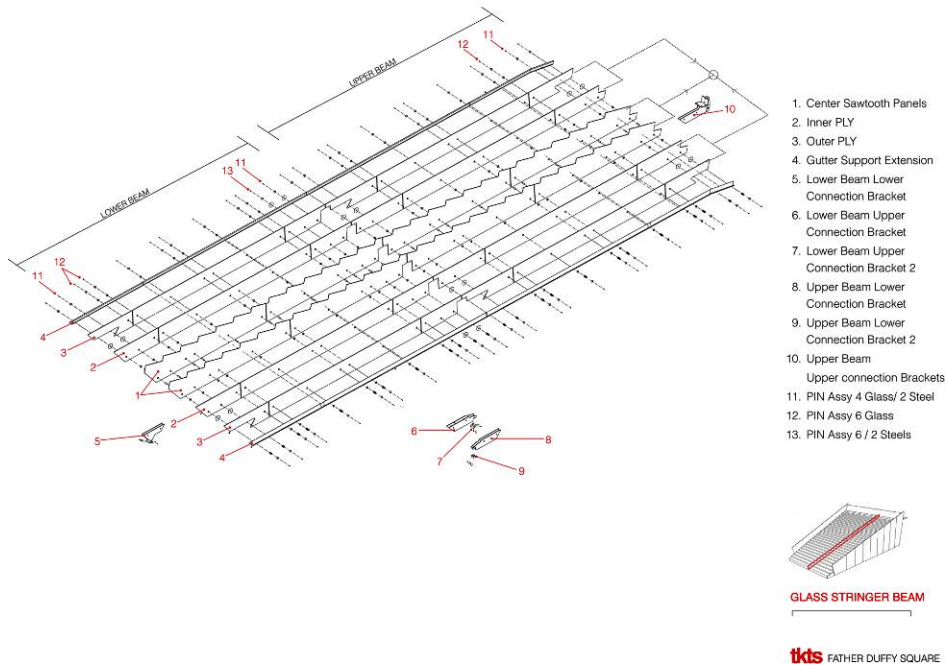 11
12
UPPER BEAM
10
11
13
LOWER BEAM
12
11
4
3
2
1
2
3
4
5
6
7
8
9
1. Center Sawtooth Panels
2. Inner PLY
3. Outer PLY
4. Gutter Support Extension
5. Lower Beam Lower
Connection Bracket
6. Lower Beam Upper
Connection Bracket
7. Lower Beam Upper
Connection Bracket 2
8. Upper Beam Lower
Connection Bracket
9. Upper Beam Lower
Connection Bracket 2
10. Upper Beam
Upper connection Brackets
11. PIN Assy 4 Glass/ 2 Steel
12. PIN Assy 6 Glass
13. PIN Assy 6 / 2 Steels
GLASS STRINGER BEAM
tkts FATHER DUFFY SQUARE